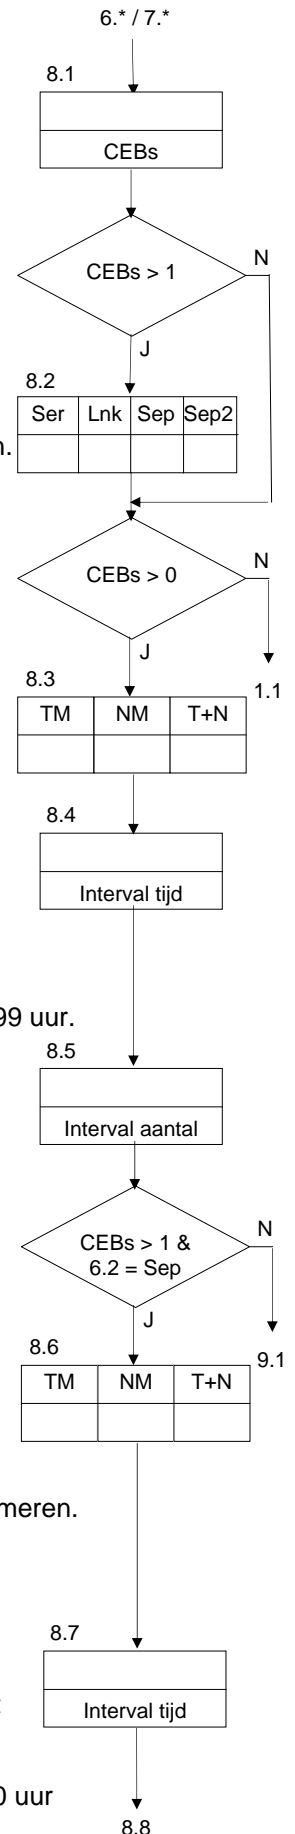 6.* / 7.*
8.1
CEBs
CEBs > 1
N
J
8.2
Ser Lnk Sep Sep2
n.
CEBs > 0
N
J
8.3
1.1
TM NM T+N
8.4
Interval tijd
99 uur.
8.5
Interval aantal
CEBs > 1 &
6.2 = Sep
N
J
8.6
9.1
TM NM T+N
meren.
8.7
Interval tijd
0 uur
8.8